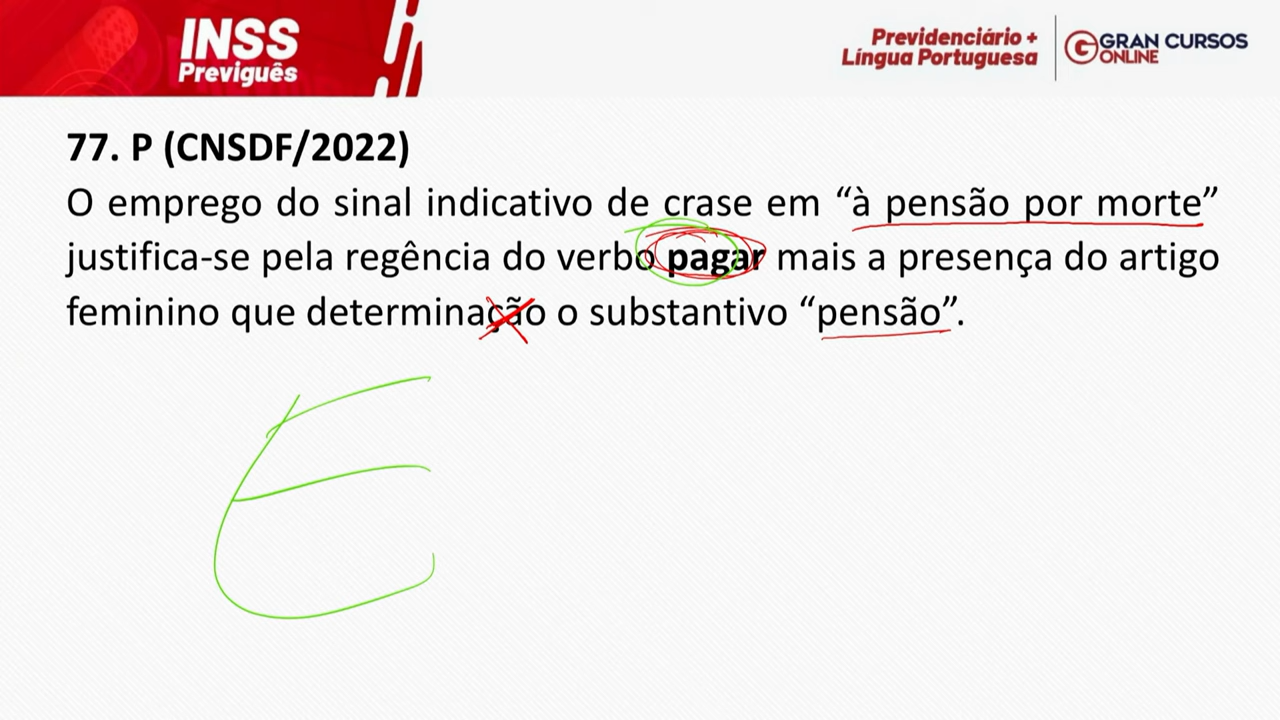 INSS
Previguês
Previdenciário +
Língua Portuguesa
GRAN CURSOS
ONLINE
77. P (CNSDF/2022)
O emprego do sinal indicativo de crase em “à pensão por morte”
justifica-se pela regência do verbo pagar mais a presença do artigo
feminino que determinação o substantivo “pensão”.
E